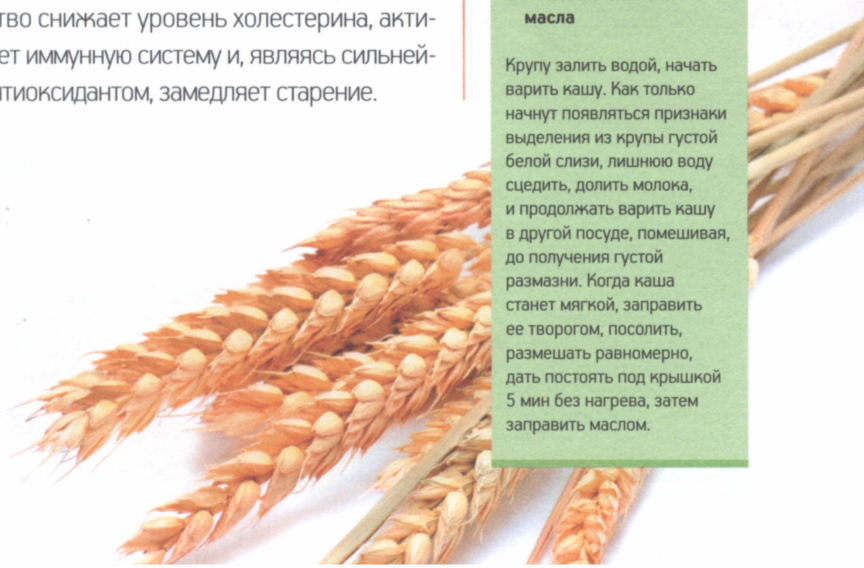 тво снижает уровень холестерина, акти-
ет иммунную систему и, являясь сильней-
тиоксидантом, замедляет старение.
масла
Крупу залить водой, начать
варить кашу. Как только
начнут появляться признаки
выделения из крупы густой
белой слизи, лишнюю воду
сцедить, долить молока,
и продолжать варить кашу
в другой посуде, помешивая,
до получения густой
размазни. Когда каша
станет мягкой, заправить
ее творогом, посолить,
размешать равномерно,
дать постоять под крышкой
5 мин без нагрева, затем
заправить маслом.